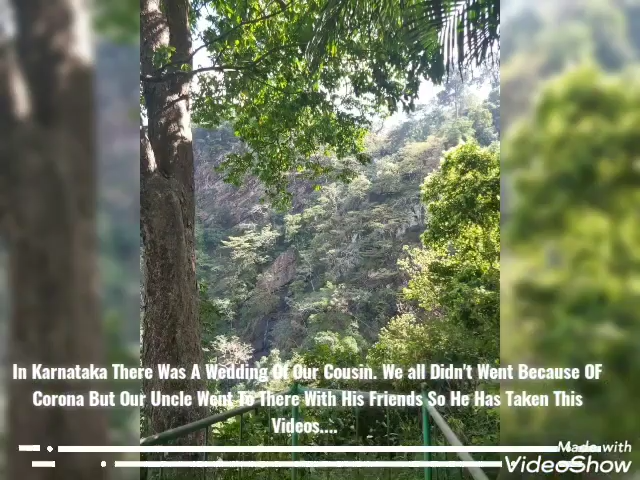 In Karnataka There Was A Wedding Of Our Cousin. We all Didn't Went Because OF
Corona But Our Uncle Went To There With His Friends So He Has Taken This
Videos....
Made with
VideoShow